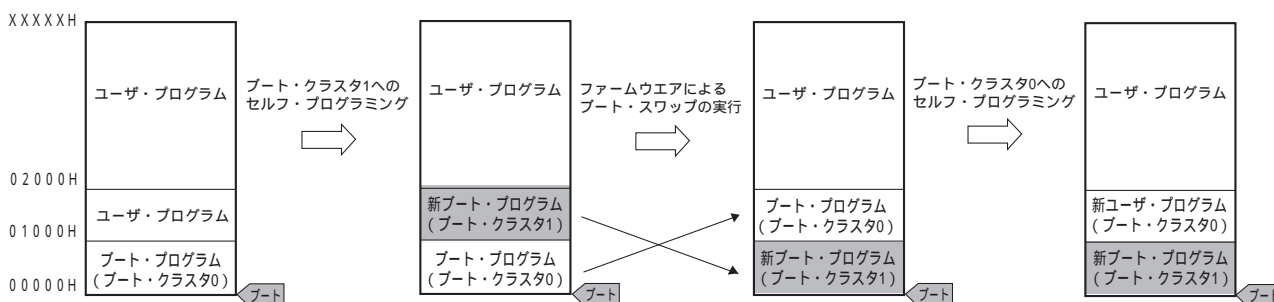 XXXXXH
02000H
01000H
00000H
ユーザ・プログラム
ユーザ・プログラム
ブート・プログラム
(ブート・クラスタ0)
ブート
ブート・クラスタ1への
セルフ・プログラミング
ユーザ・プログラム
新ブート・プログラム
(ブート・クラスタ1)
ブート・プログラム
(ブート・クラスタ0)
ブート
ファームウエアによる
ブート・スワップの実行
ユーザ・プログラム
ブート・プログラム
(ブート・クラスタ0)
新ブート・プログラム
(ブート・クラスタ1)
ブート
ブート・クラスタ0への
セルフ・プログラミング
ユーザ・プログラム
新ユーザ・プログラム
(ブート・クラスタ0)
新ブート・プログラム
(ブート・クラスタ1)
ブート